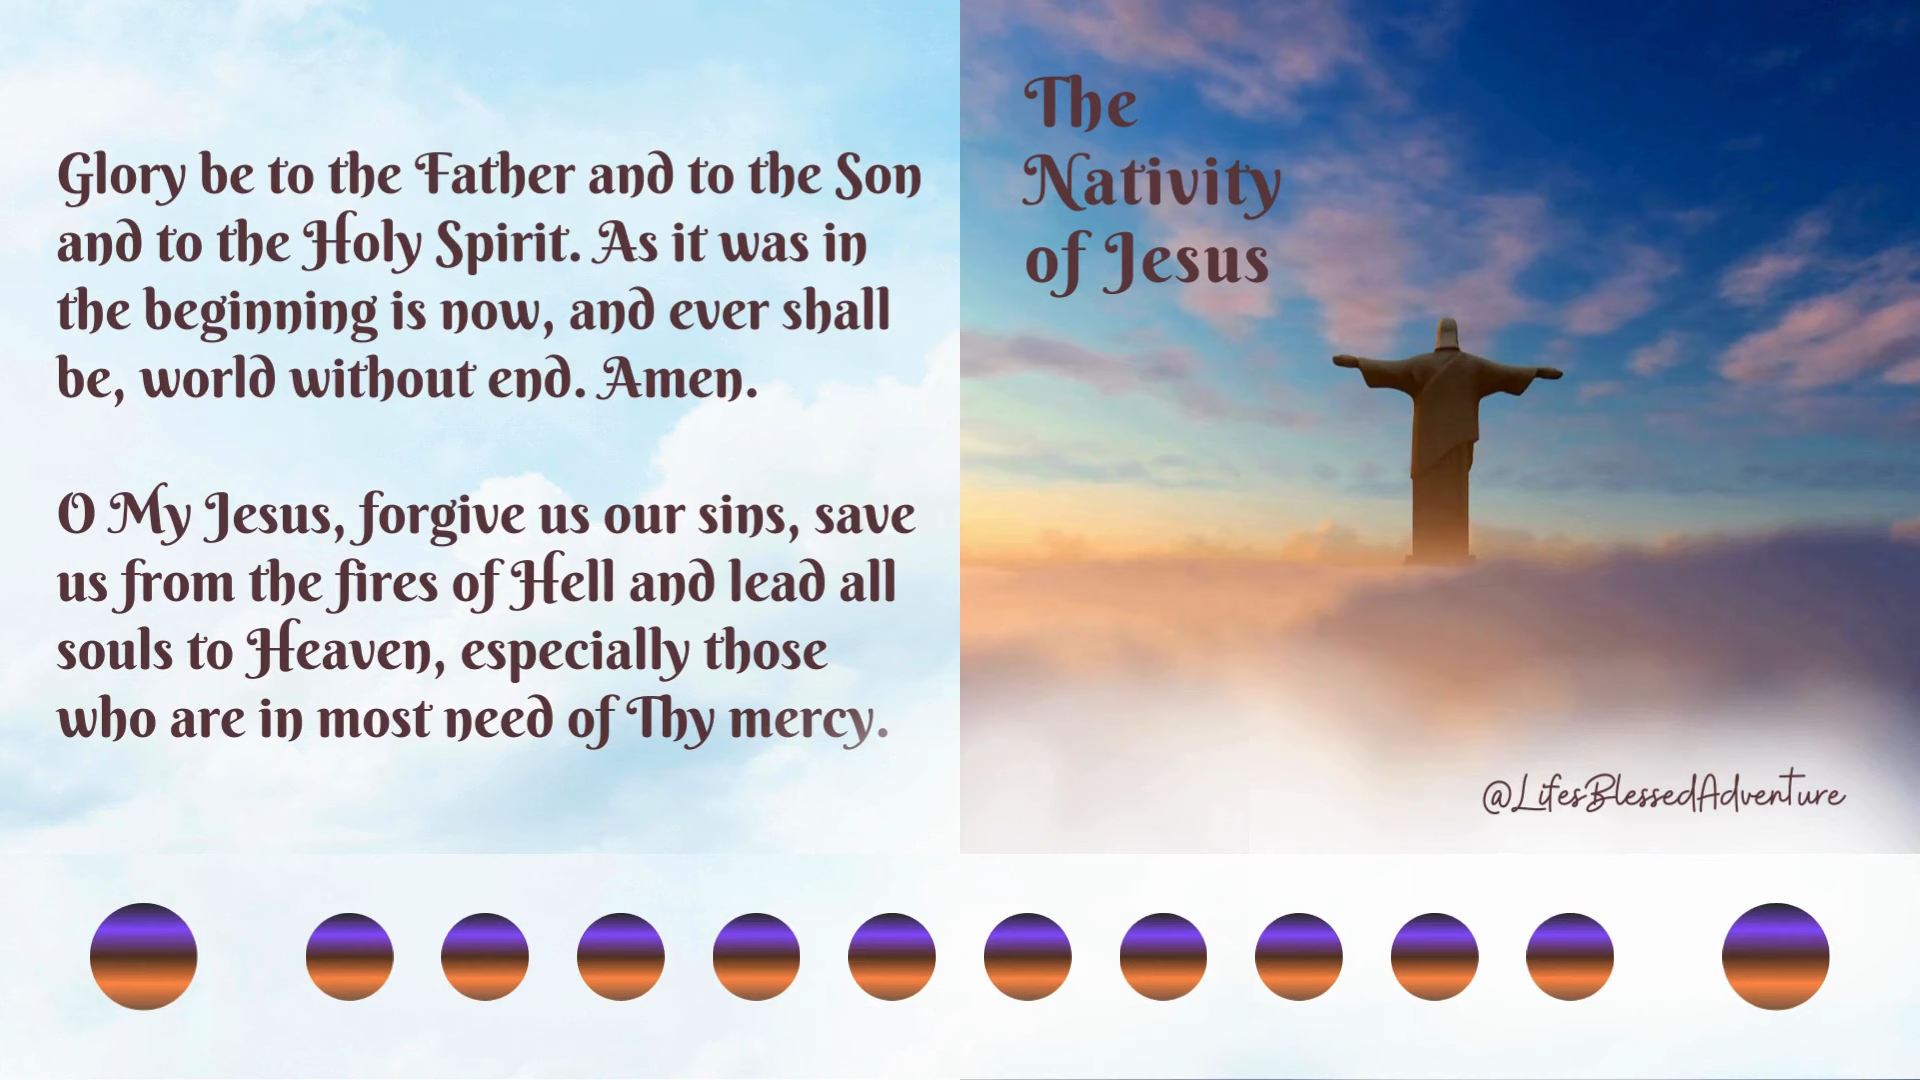 Glory be to the Father and to the Son
and to the Holy Spirit. As it was in
the beginning is now, and ever shall
be, world without end. Amen.
O My Jesus, forgive us our sins, save
us from the fires of Hell and lead all
souls to Heaven, especially those
who are in most need of Thy mercy.
The
Nativity
of Jesus
@LifesBlessedAdventure